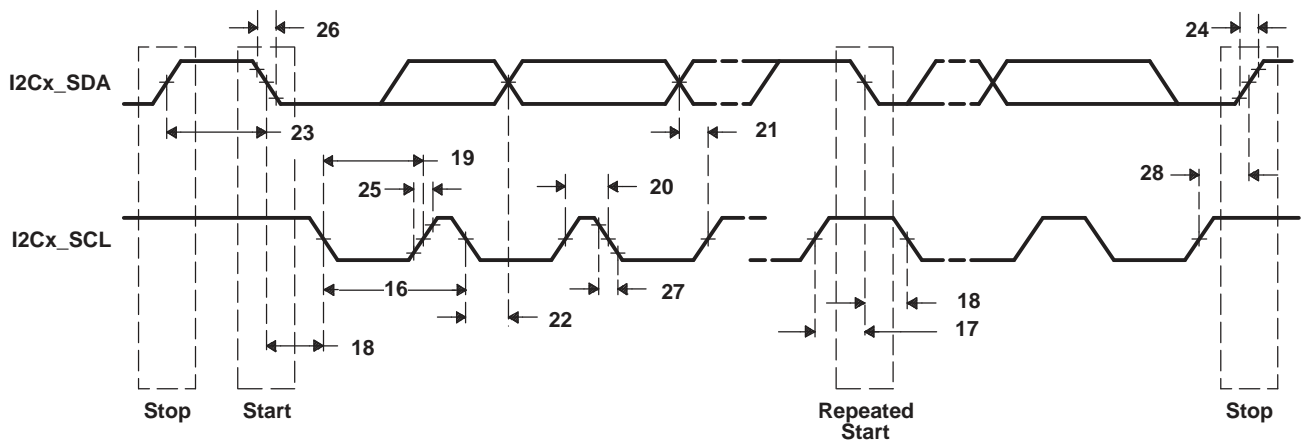 26
24
I2Cx_SDA
23
21
19
25
20
28
I2Cx_SCL
16
27
18
22
18
17
Stop
Start
Repeated
Start
Stop